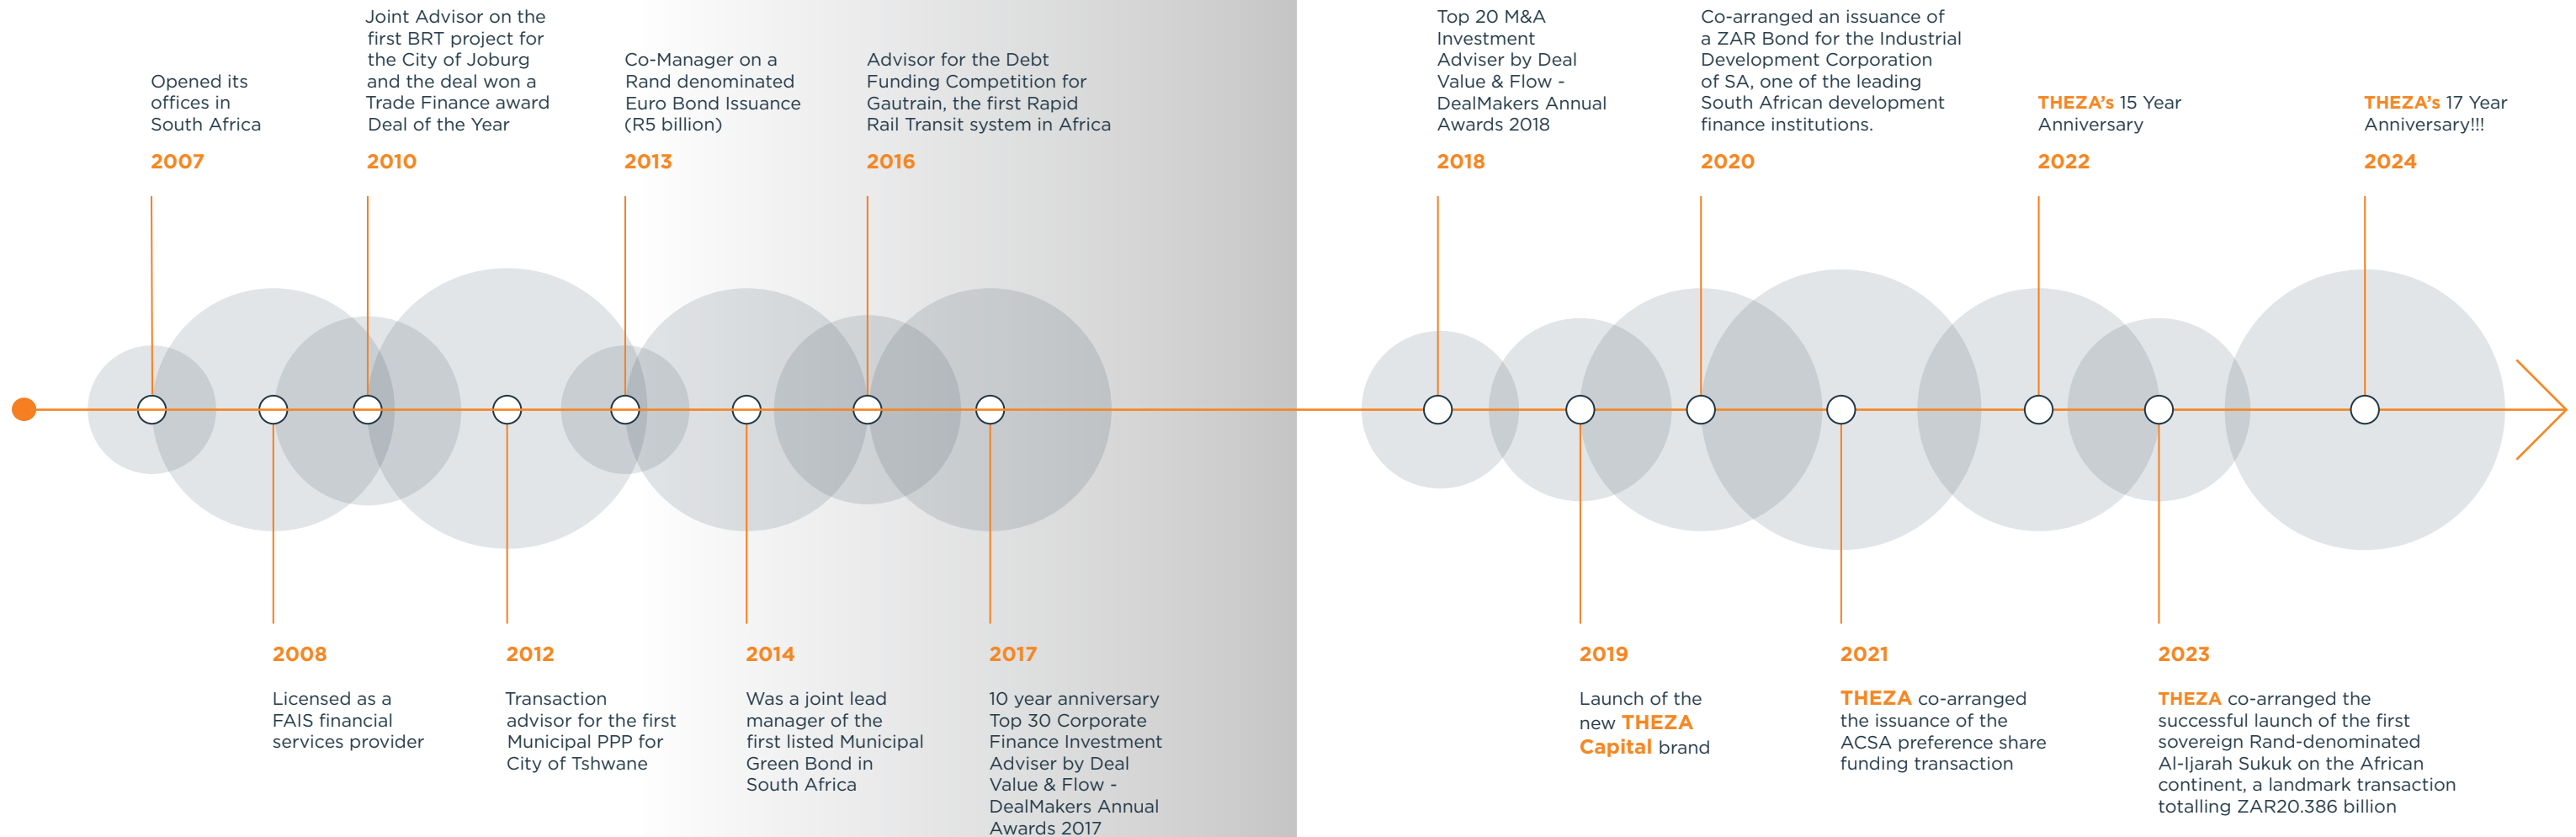 Opened its
offices in
South Africa
2007
Joint Advisor on the
first BRT project for
the City of Joburg
and the deal won a
Trade Finance award
Deal of the Year
2010
Co-Manager on a
Rand denominated
Euro Bond Issuance
(R5 billion)
2013
Advisor for the Debt
Funding Competition for
Gautrain, the first Rapid
Rail Transit system in Africa
2016
Top 20 M&A
Investment
Adviser by Deal
Value & Flow -
DealMakers Annual
Awards 2018
2018
Co-arranged an issuance of
a ZAR Bond for the Industrial
Development Corporation
of SA, one of the leading
South African development
finance institutions.
2020
THEZA’s 15 Year
Anniversary
2022
THEZA’s 17 Year
Anniversary!!!
2024
2008
Licensed as a
FAIS financial
services provider
2012
Transaction
advisor for the first
Municipal PPP for
City of Tshwane
2014
Was a joint lead
manager of the
first listed Municipal
Green Bond in
South Africa
2017
10 year anniversary
Top 30 Corporate
Finance Investment
Adviser by Deal
Value & Flow -
DealMakers Annual
Awards 2017
2019
Launch of the
new THEZA
Capital brand
2021
THEZA co-arranged
the issuance of the
ACSA preference share
funding transaction
2023
THEZA co-arranged the
successful launch of the first
sovereign Rand-denominated
Al-Ijarah Sukuk on the African
continent, a landmark transaction
totalling ZAR20.386 billion